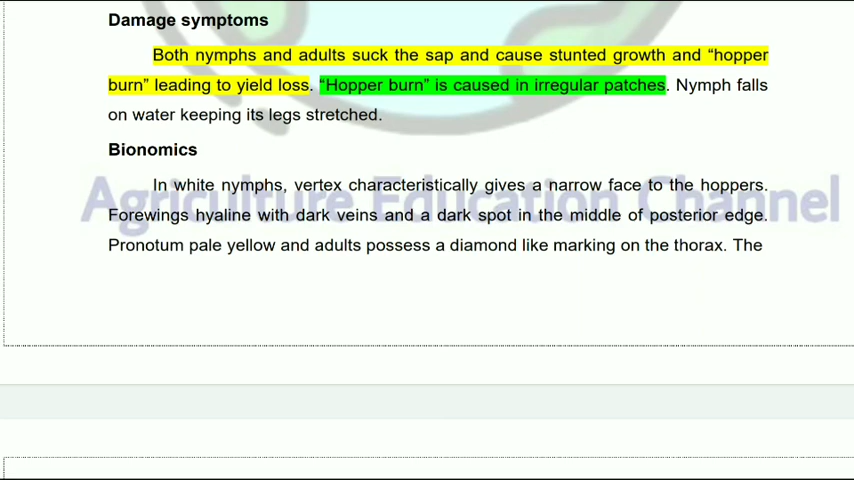 Damage symptoms
Both nymphs and adults suck the sap and cause stunted growth and “hopper
burn” leading to yield loss. “Hopper burn” is caused in irregular patches. Nymph falls
on water keeping its legs stretched.
Bionomics
In white nymphs, vertex characteristically gives a narrow face to the hoppers.
Agriculture Education Channel
Forewings hyaline with dark veins and a dark spot in the middle of posterior edge.
Pronotum pale yellow and adults possess a diamond like marking on the thorax. The